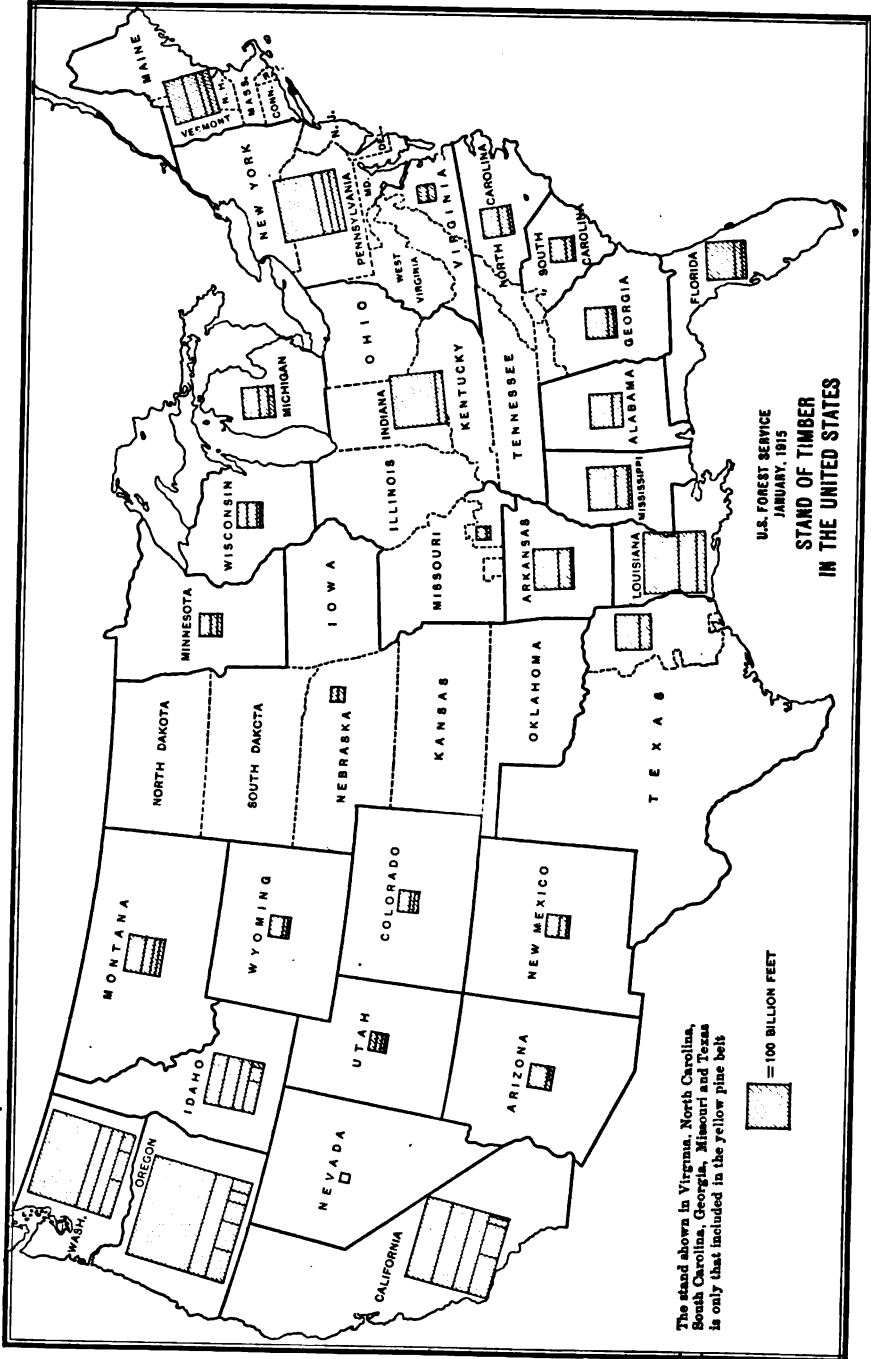 U.S. FOREST SERVICE
JANUARY, 1915
STAND OF TIMBER
IN THE UNITED STATES
WASH.
OREGON
CALIFORNIA
NEVADA
IDAHO
MONTANA
WYOMING
UTAH
ARIZONA
COLORADO
NEW MEXICO
NORTH DAKOTA
SOUTH DAKCTA
NEBRASKA
KANSAS
OKLAHOMA
TEXAS
MINNESOTA
IOWA
MISSOURI
ARKANSAS
LOUISIANA
WISCONSIN
ILLINOIS
MICHIGAN
INDIANA
OHIO
KENTUCKY
TENNESSEE
MISSISSIPPI
ALABAMA
GEORGIA
FLORIDA
SOUTH
CAROLINA
NORTH
CAROLINA
VIRGINIA
WEST
VIRGINIA
MD.
PENNSYLVANIA
N.J.
NEW YORK
CONN.
MASS.
VERMONT
N.H.
MAINE
The stand shown in Virginia, North Carolina,
South Carolina, Georgia, Missouri and Texas
is only that included in the yellow pine belt
=100 BILLION FEET